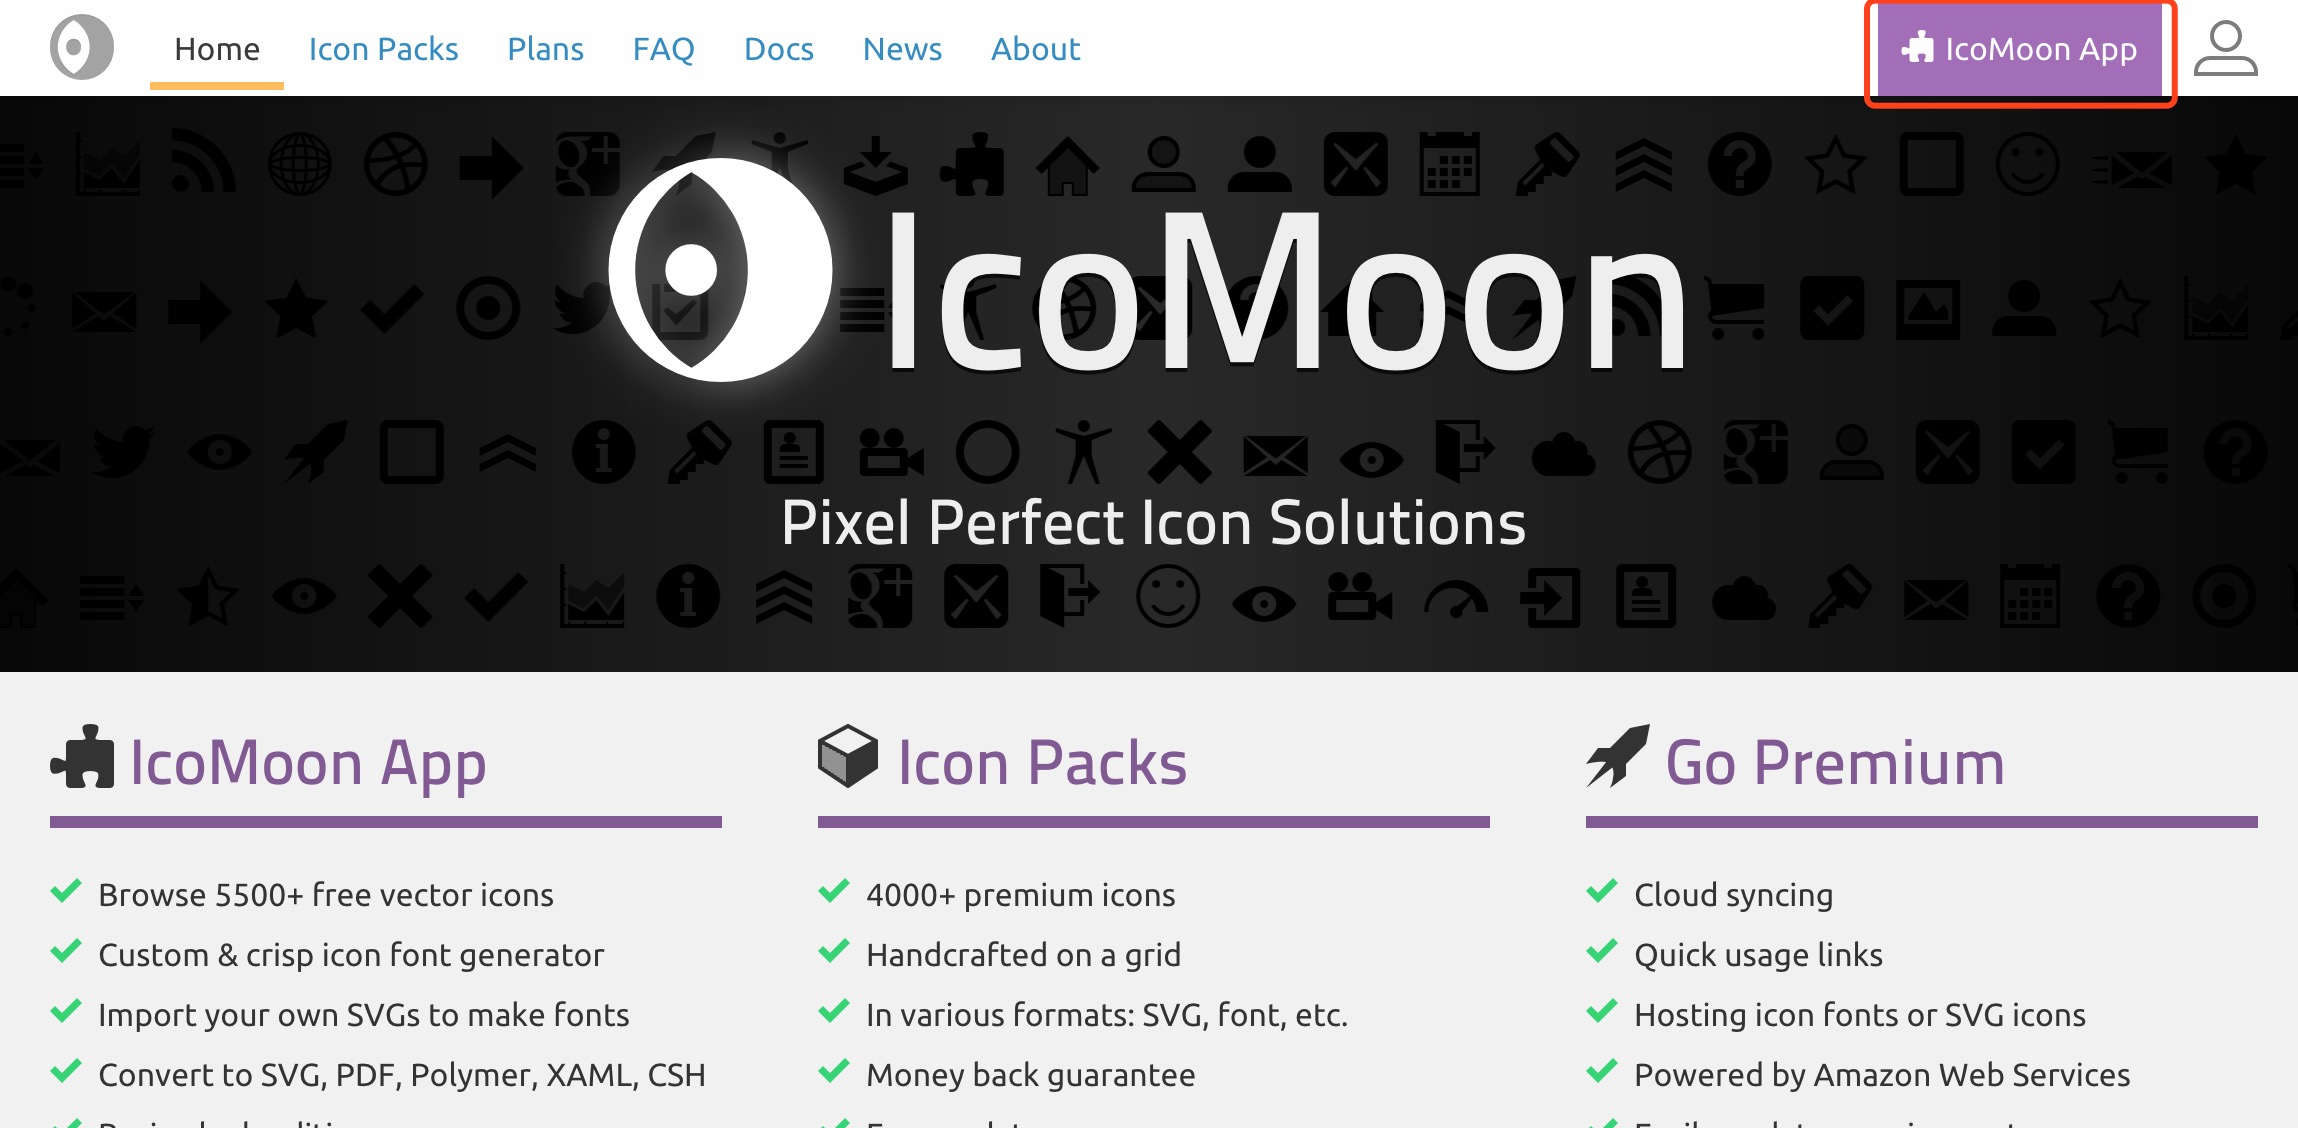 Home Icon Packs Plans FAQ Docs News About IcoMoon App
IcoMoon
Pixel Perfect Icon Solutions
IcoMoon App
Browse 5500+ free vector icons
Custom & crisp icon font generator
Import your own SVGs to make fonts
Convert to SVG, PDF, Polymer, XAML, CSH
Icon Packs
4000+ premium icons
Handcrafted on a grid
In various formats: SVG, font, etc.
Money back guarantee
Go Premium
Cloud syncing
Quick usage links
Hosting icon fonts or SVG icons
Powered by Amazon Web Services